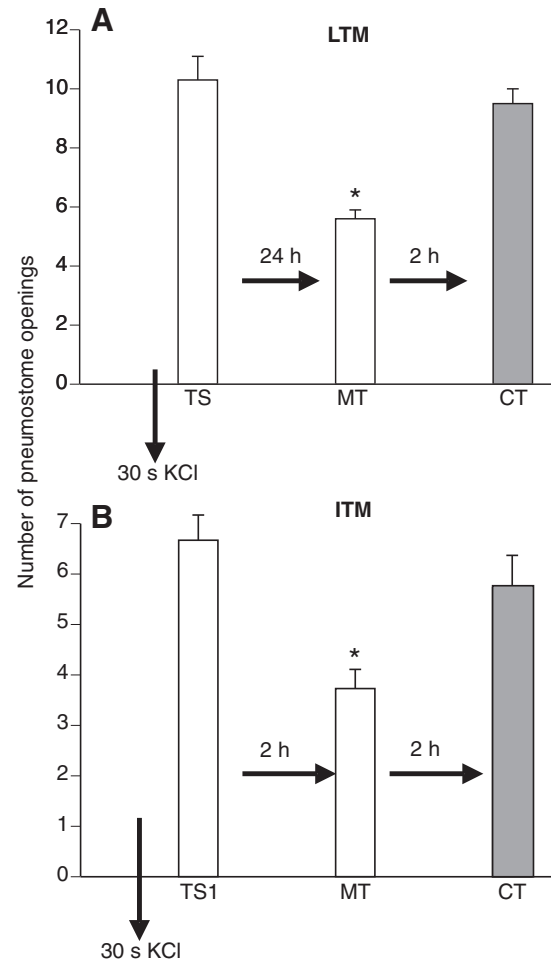 Number of pneumostome openings
A
LTM
12
10
8
6
4
2
0
*
24 h
2 h
TS
MT
CT
30 s KCl
B
ITM
7
6
5
4
3
2
1
0
*
2 h
2 h
TS1
MT
CT
30 s KCl